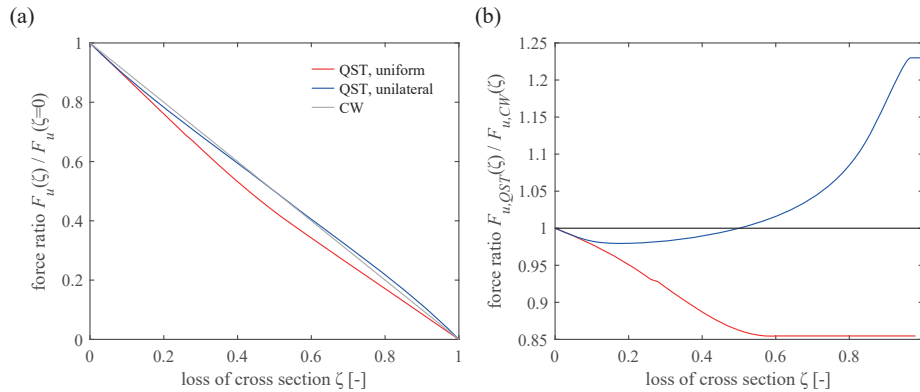 (a)
1
0.8
0.6
0.4
0.2
0
0 0.2 0.4 0.6 0.8 1
force ratio F_u(ζ) / F_u(ζ=0)
loss of cross section ζ [-]
QST, uniform
QST, unilateral
CW
(b)
1.25
1.2
1.15
1.1
1.05
1
0.95
0.9
0.85
0 0.2 0.4 0.6 0.8
force ratio F_{u,QST}(ζ) / F_{u,CW}(ζ)
loss of cross section ζ [-]